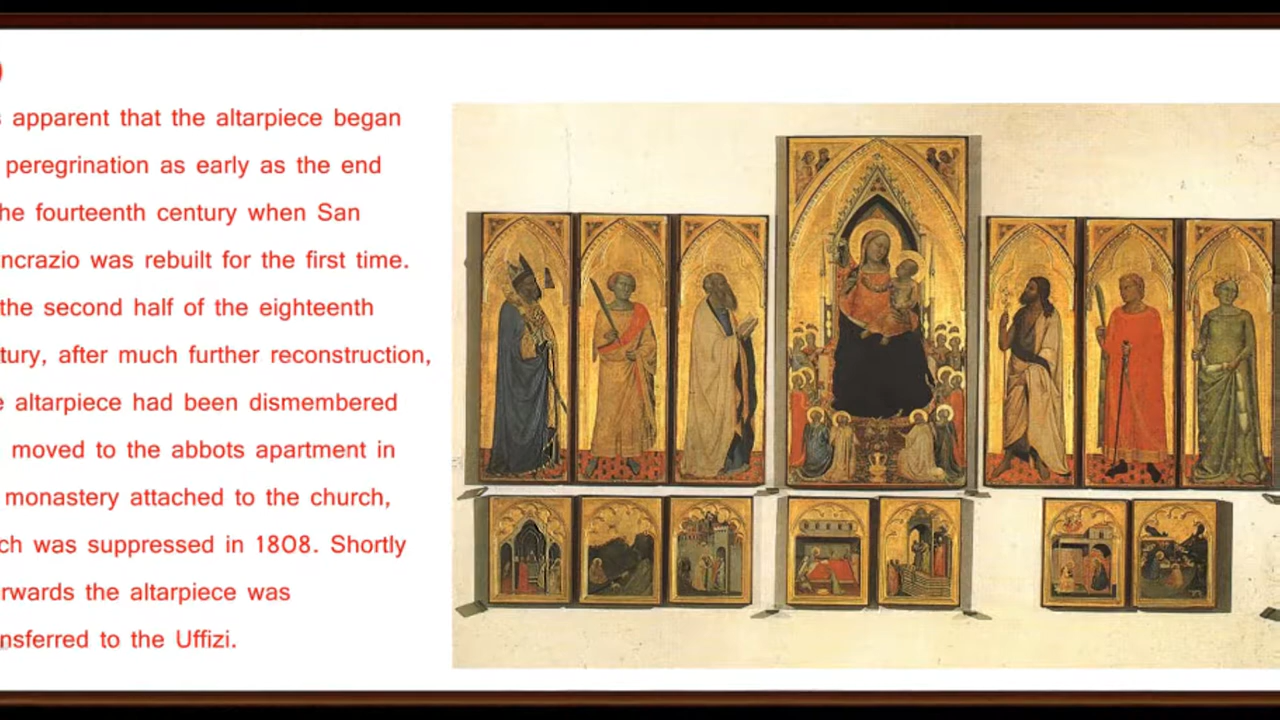 )
s apparent that the altarpiece began
peregrination as early as the end
he fourteenth century when San
ncrazio was rebuilt for the first time.
the second half of the eighteenth
tury, after much further reconstruction,
e altarpiece had been dismembered
moved to the abbots apartment in
monastery attached to the church,
ch was suppressed in 1808. Shortly
rwards the altarpiece was
nsferred to the Uffizi.